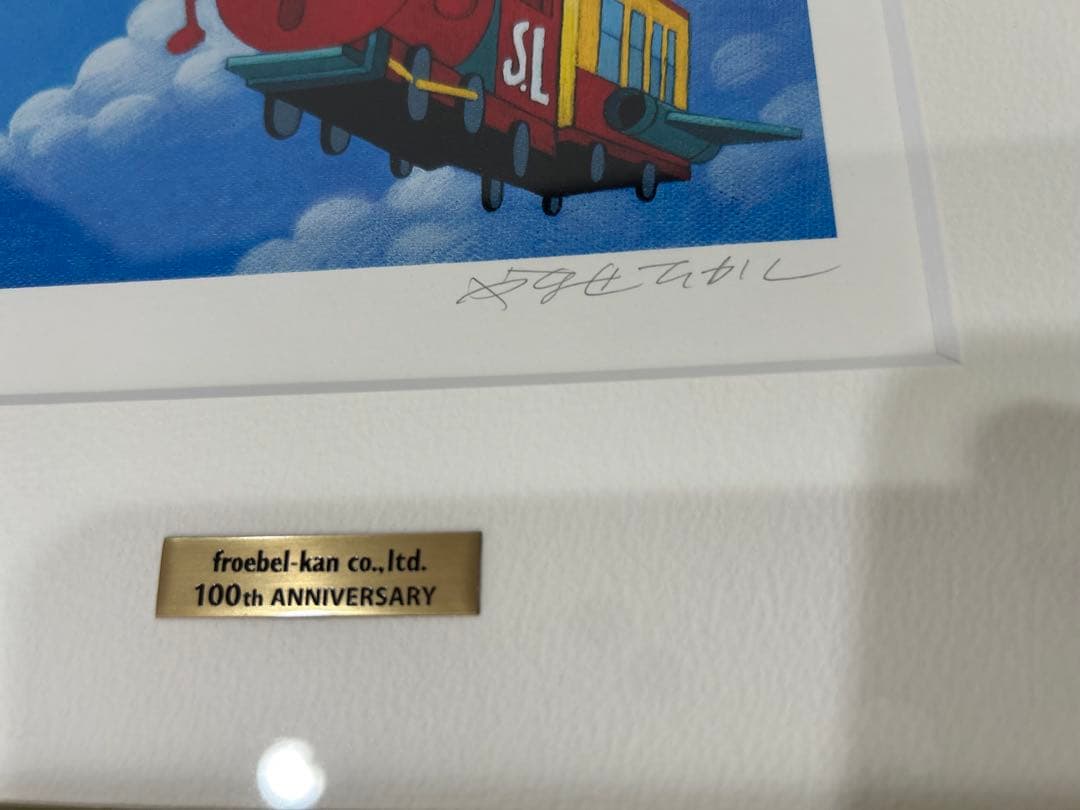 S.L
やなせたかし
froebel-kan co.,ltd.
100th ANNIVERSARY